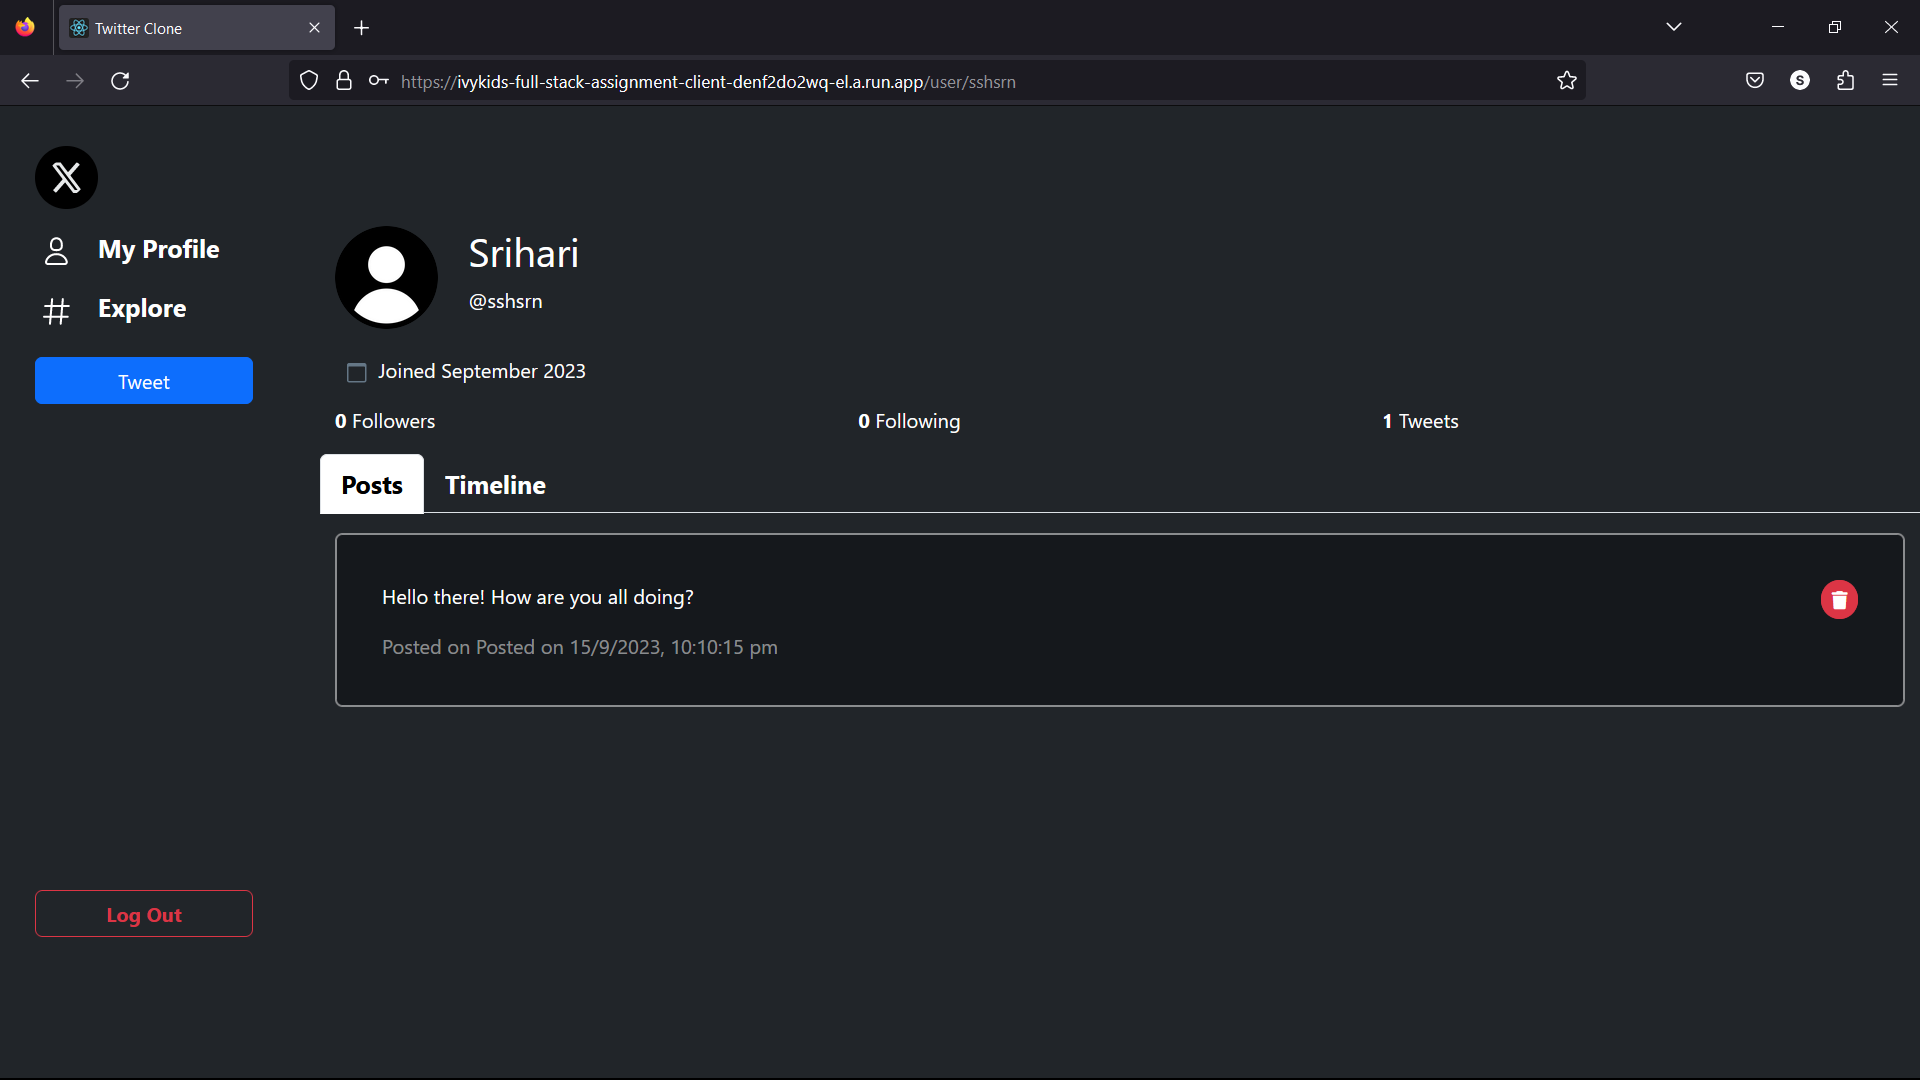 Twitter Clone
https://ivykids-full-stack-assignment-client-denf2do2wq-el.a.run.app/user/sshsrn
S
X
My Profile
Explore
Tweet
Srihari
@sshsrn
Joined September 2023
0 Followers
0 Following
1 Tweets
Posts
Timeline
Hello there! How are you all doing?
Posted on Posted on 15/9/2023, 10:10:15 pm
Log Out